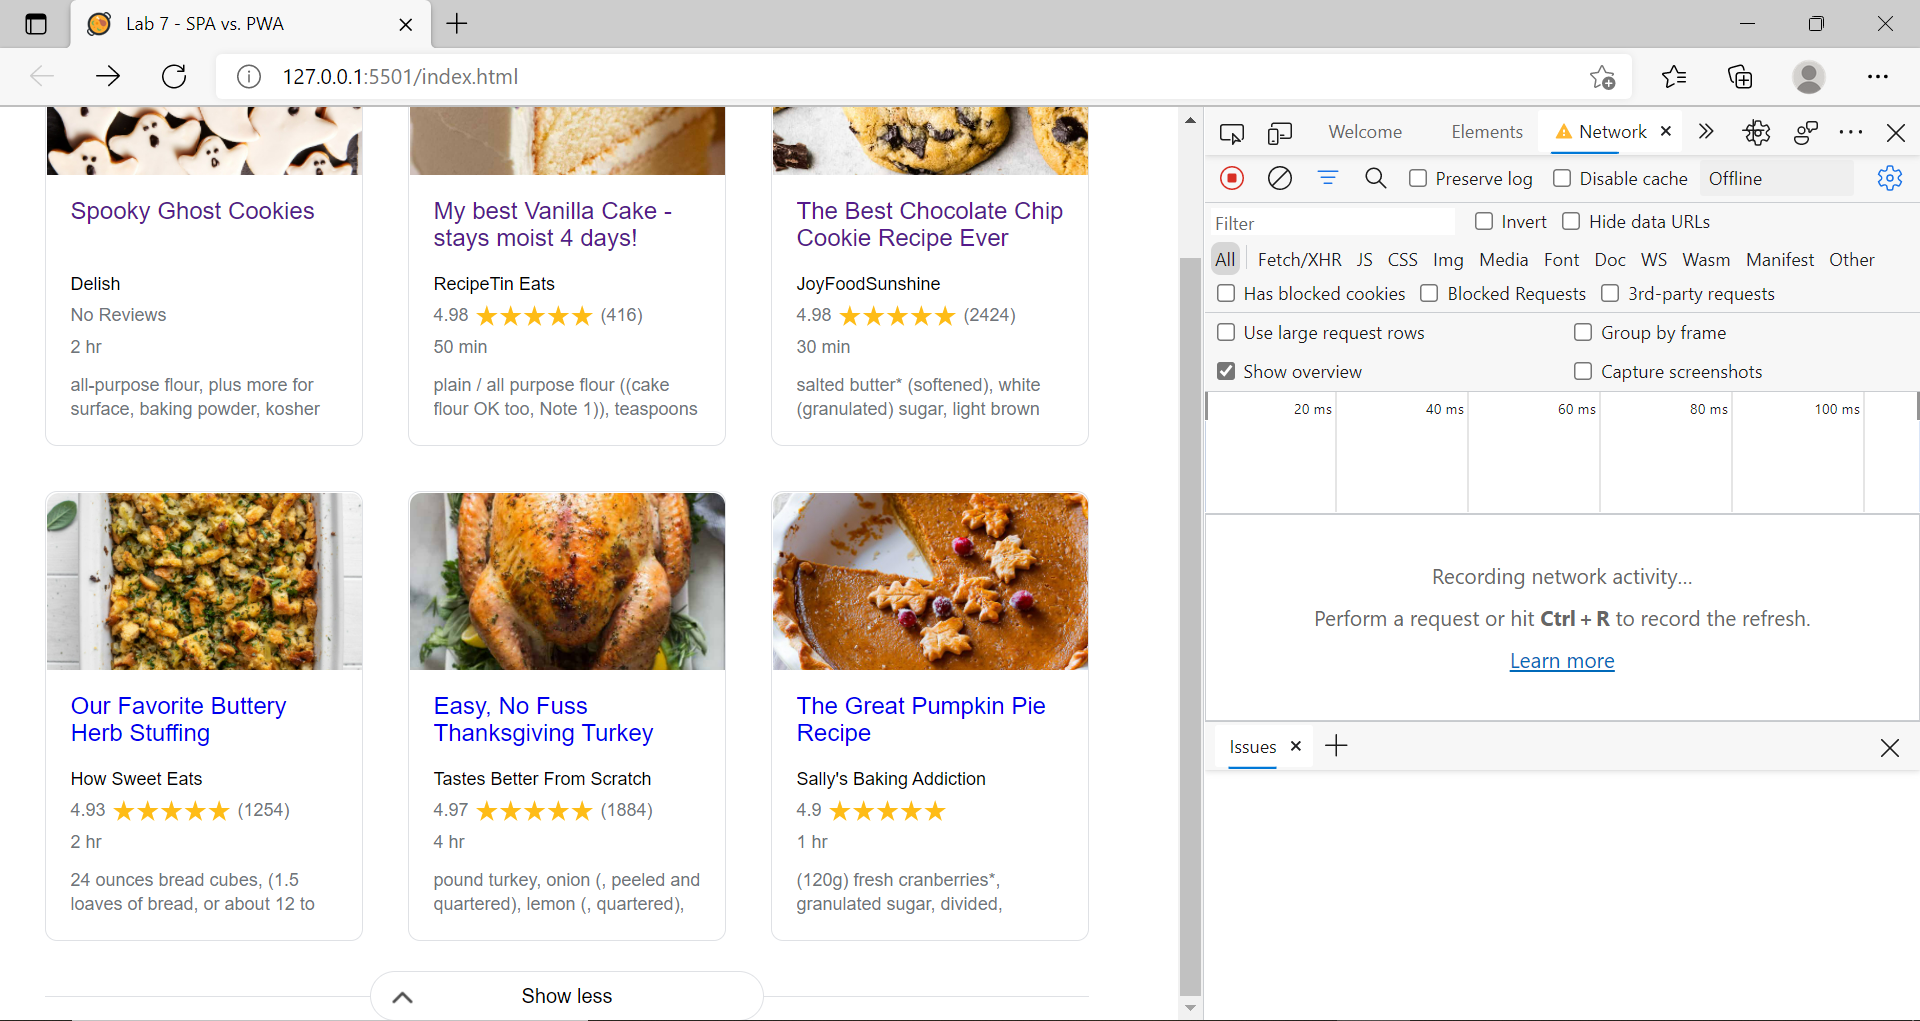 Lab 7 - SPA vs. PWA
127.0.0.1:5501/index.html
Spooky Ghost Cookies
Delish
No Reviews
2 hr
all-purpose flour, plus more for
surface, baking powder, kosher
My best Vanilla Cake -
stays moist 4 days!
RecipeTin Eats
4.98 (416)
50 min
plain / all purpose flour ((cake
flour OK too, Note 1)), teaspoons
The Best Chocolate Chip
Cookie Recipe Ever
JoyFoodSunshine
4.98 (2424)
30 min
salted butter* (softened), white
(granulated) sugar, light brown
Our Favorite Buttery
Herb Stuffing
How Sweet Eats
4.93 (1254)
2 hr
24 ounces bread cubes, (1.5
loaves of bread, or about 12 to
Easy, No Fuss
Thanksgiving Turkey
Tastes Better From Scratch
4.97 (1884)
4 hr
pound turkey, onion (, peeled and
quartered), lemon (, quartered),
The Great Pumpkin Pie
Recipe
Sally's Baking Addiction
4.9
1 hr
(120g) fresh cranberries*,
granulated sugar, divided,
Show less
Welcome Elements Network
Preserve log Disable cache Offline
Filter Invert Hide data URLs
All Fetch/XHR JS CSS Img Media Font Doc WS Wasm Manifest Other
Has blocked cookies Blocked Requests 3rd-party requests
Use large request rows Group by frame
Show overview Capture screenshots
20 ms 40 ms 60 ms 80 ms 100 ms
Recording network activity...
Perform a request or hit Ctrl + R to record the refresh.
Learn more
Issues